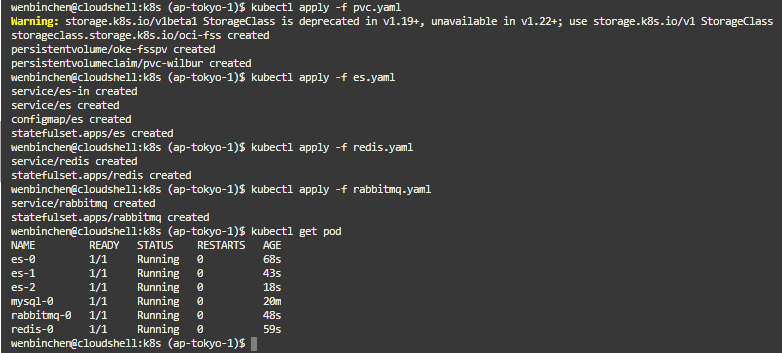 wenbinchen@cloudshell:k8s (ap-tokyo-1)$ kubectl apply -f pvc.yaml
Warning: storage.k8s.io/v1beta1 StorageClass is deprecated in v1.19+, unavailable in v1.22+; use storage.k8s.io/v1 StorageClass
storageclass.storage.k8s.io/oci-fss created
persistentvolume/oke-fsspv created
persistentvolumeclaim/pvc-wilbur created
wenbinchen@cloudshell:k8s (ap-tokyo-1)$ kubectl apply -f es.yaml
service/es-in created
service/es created
configmap/es created
statefulset.apps/es created
wenbinchen@cloudshell:k8s (ap-tokyo-1)$ kubectl apply -f redis.yaml
service/redis created
statefulset.apps/redis created
wenbinchen@cloudshell:k8s (ap-tokyo-1)$ kubectl apply -f rabbitmq.yaml
service/rabbitmq created
statefulset.apps/rabbitmq created
wenbinchen@cloudshell:k8s (ap-tokyo-1)$ kubectl get pod
NAME READY STATUS RESTARTS AGE
es-0 1/1 Running 0 68s
es-1 1/1 Running 0 43s
es-2 1/1 Running 0 18s
mysql-0 1/1 Running 0 20m
rabbitmq-0 1/1 Running 0 48s
redis-0 1/1 Running 0 59s
wenbinchen@cloudshell:k8s (ap-tokyo-1)$